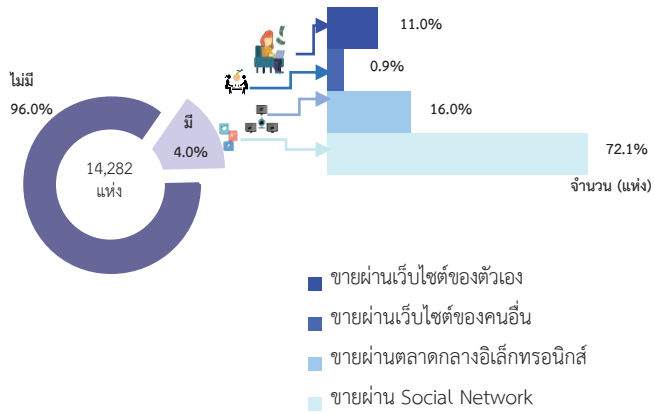 ไม่มี
96.0%
14,282
แห่ง
มี
4.0%
11.0%
0.9%
16.0%
72.1%
จำนวน (แห่ง)
ขายผ่านเว็บไซต์ของตัวเอง
ขายผ่านเว็บไซต์ของคนอื่น
ขายผ่านตลาดกลางอิเล็กทรอนิกส์
ขายผ่าน Social Network